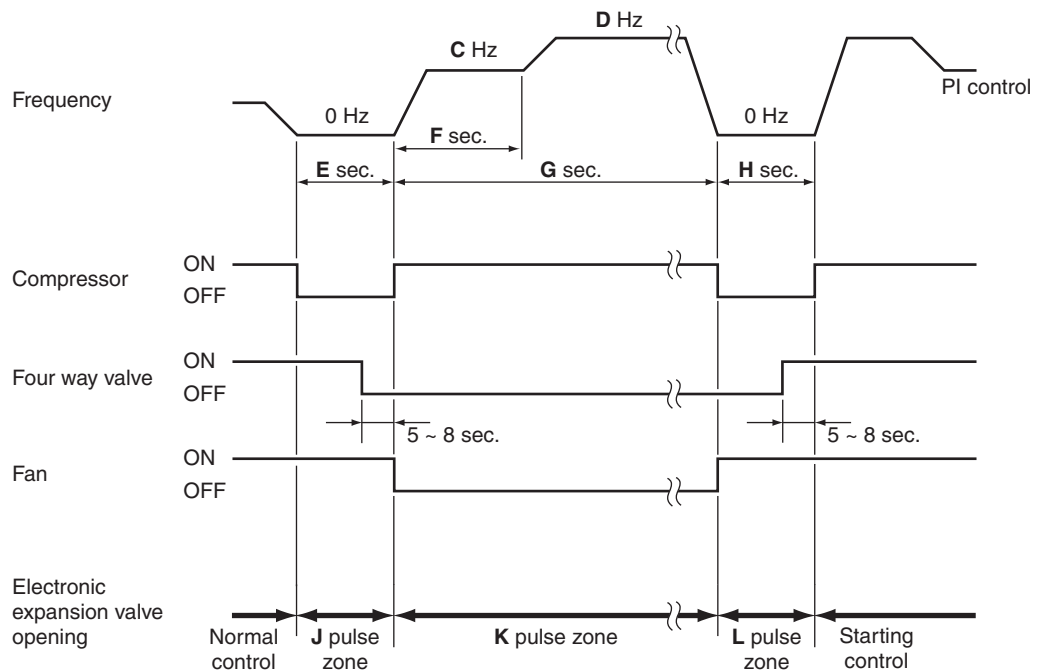 D Hz
C Hz
Frequency
PI control
0 Hz
0 Hz
F sec.
E sec.
G sec.
H sec.
Compressor
ON
OFF
Four way valve
ON
OFF
5 ~ 8 sec.
5 ~ 8 sec.
Fan
ON
OFF
Electronic
expansion valve
opening
Normal
control
J pulse
zone
K pulse zone
L pulse
zone
Starting
control